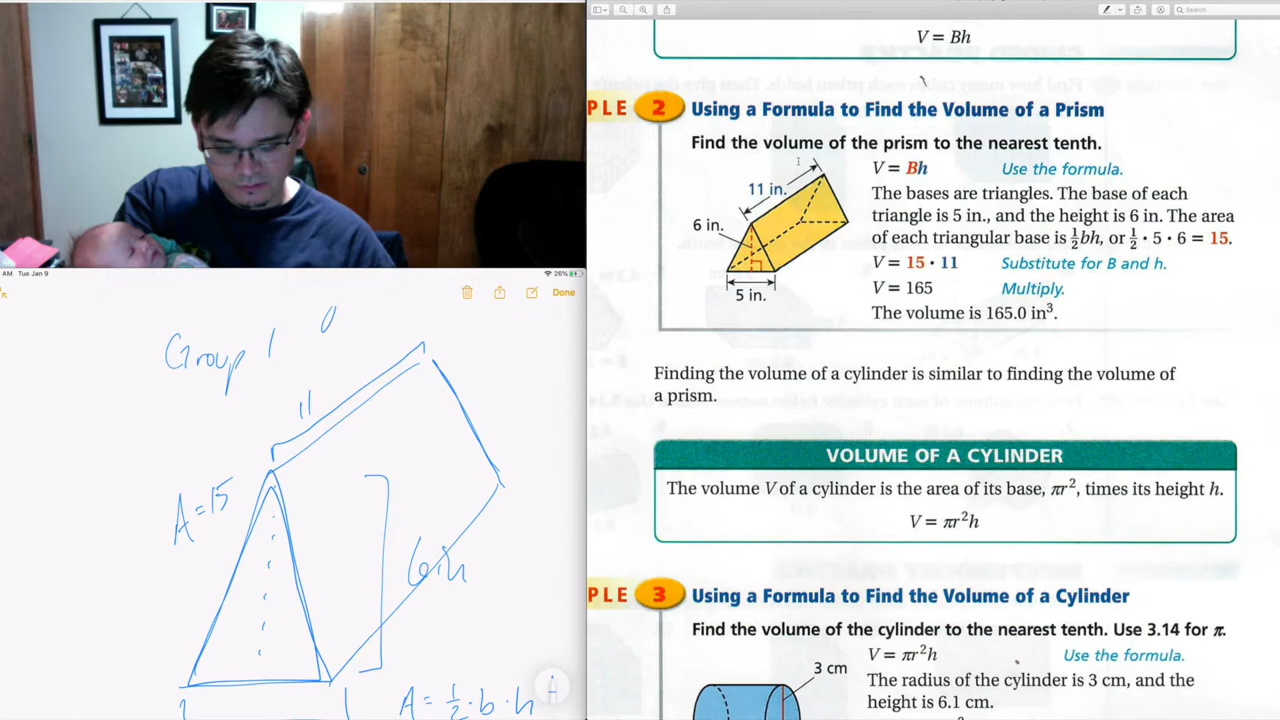 V = Bh
PLE 2 Using a Formula to Find the Volume of a Prism
Find the volume of the prism to the nearest tenth.
11 in.
6 in.
5 in.
V = Bh Use the formula.
The bases are triangles. The base of each
triangle is 5 in., and the height is 6 in. The area
of each triangular base is ½bh, or ½ · 5 · 6 = 15.
V = 15 · 11 Substitute for B and h.
V = 165 Multiply.
The volume is 165.0 in³.
Finding the volume of a cylinder is similar to finding the volume of
a prism.
VOLUME OF A CYLINDER
The volume V of a cylinder is the area of its base, πr², times its height h.
V = πr²h
PLE 3 Using a Formula to Find the Volume of a Cylinder
Find the volume of the cylinder to the nearest tenth. Use 3.14 for π.
3 cm
V = πr²h Use the formula.
The radius of the cylinder is 3 cm, and the
height is 6.1 cm.
Search
AM Tue Jan 9
26%
Done
Group 1
11
A = 15
6in
A = ½ · b · h